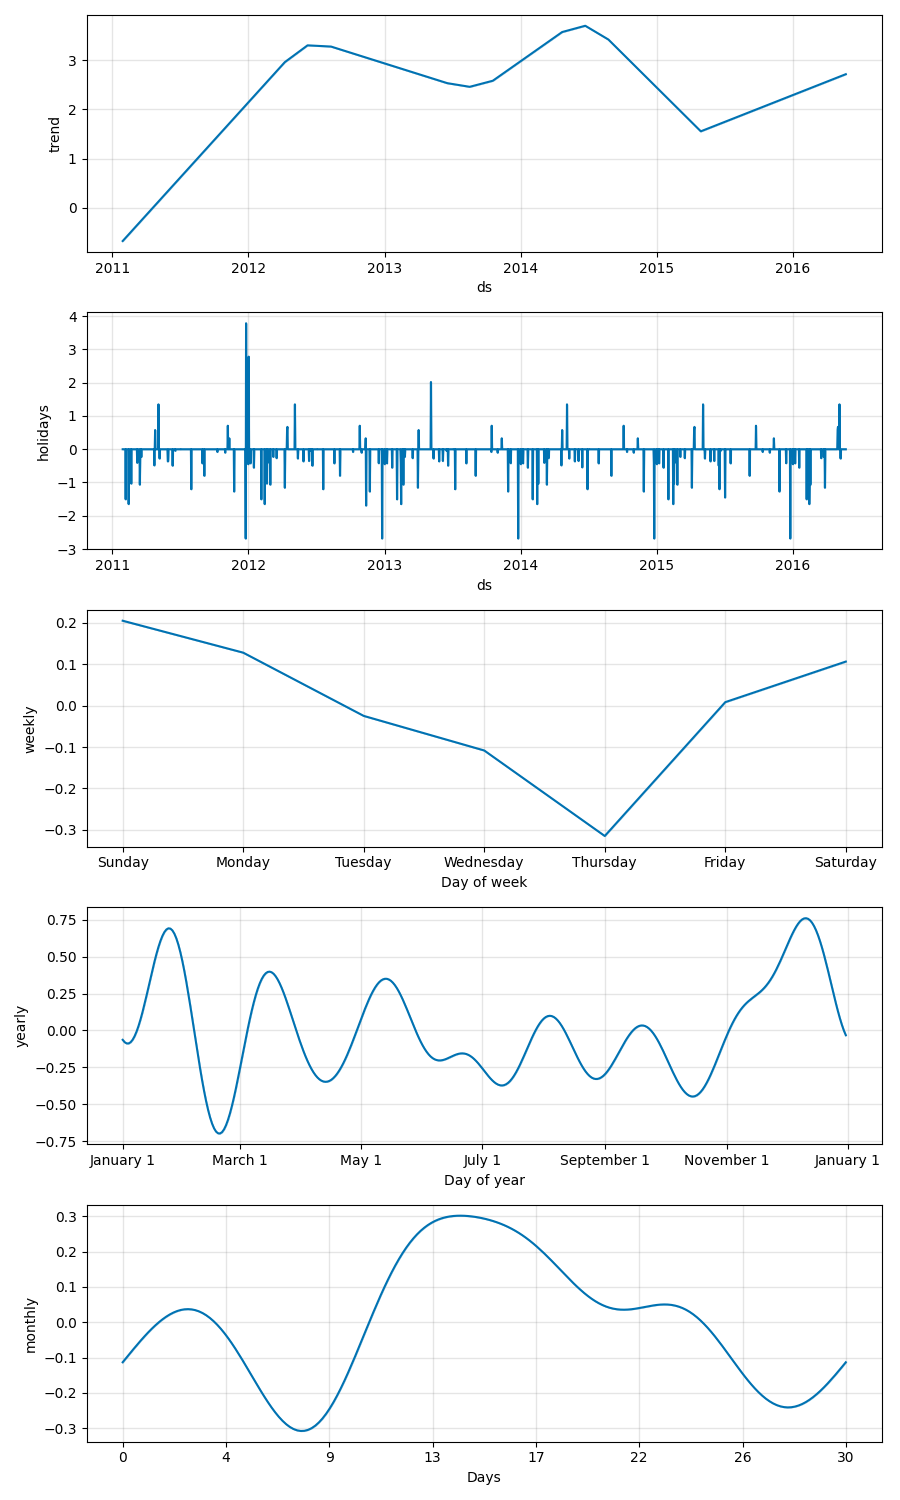 3
2
1
0
trend
2011 2012 2013 2014 2015 2016
ds
4
3
2
1
0
−1
−2
−3
holidays
2011 2012 2013 2014 2015 2016
ds
0.2
0.1
0.0
−0.1
−0.2
−0.3
weekly
Sunday Monday Tuesday Wednesday Thursday Friday Saturday
Day of week
0.75
0.50
0.25
0.00
−0.25
−0.50
−0.75
yearly
January 1 March 1 May 1 July 1 September 1 November 1 January 1
Day of year
0.3
0.2
0.1
0.0
−0.1
−0.2
−0.3
monthly
0 4 9 13 17 22 26 30
Days